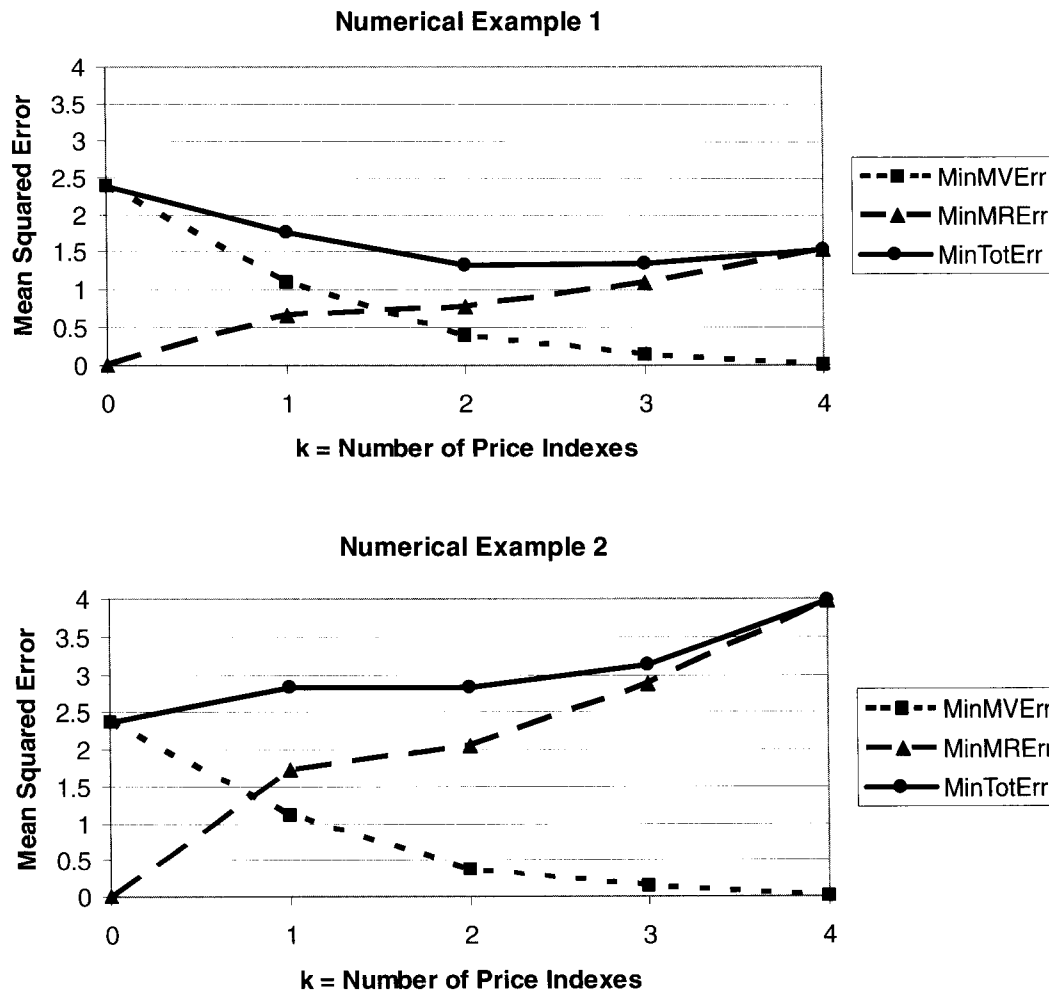 Numerical Example 1
Mean Squared Error
4
3.5
3
2.5
2
1.5
1
0.5
0
0 1 2 3 4
k = Number of Price Indexes
MinMVErr
MinMRErr
MinTotErr
Numerical Example 2
Mean Squared Error
4
3.5
3
2.5
2
1.5
1
0.5
0
0 1 2 3 4
k = Number of Price Indexes
MinMVErr
MinMRErr
MinTotErr